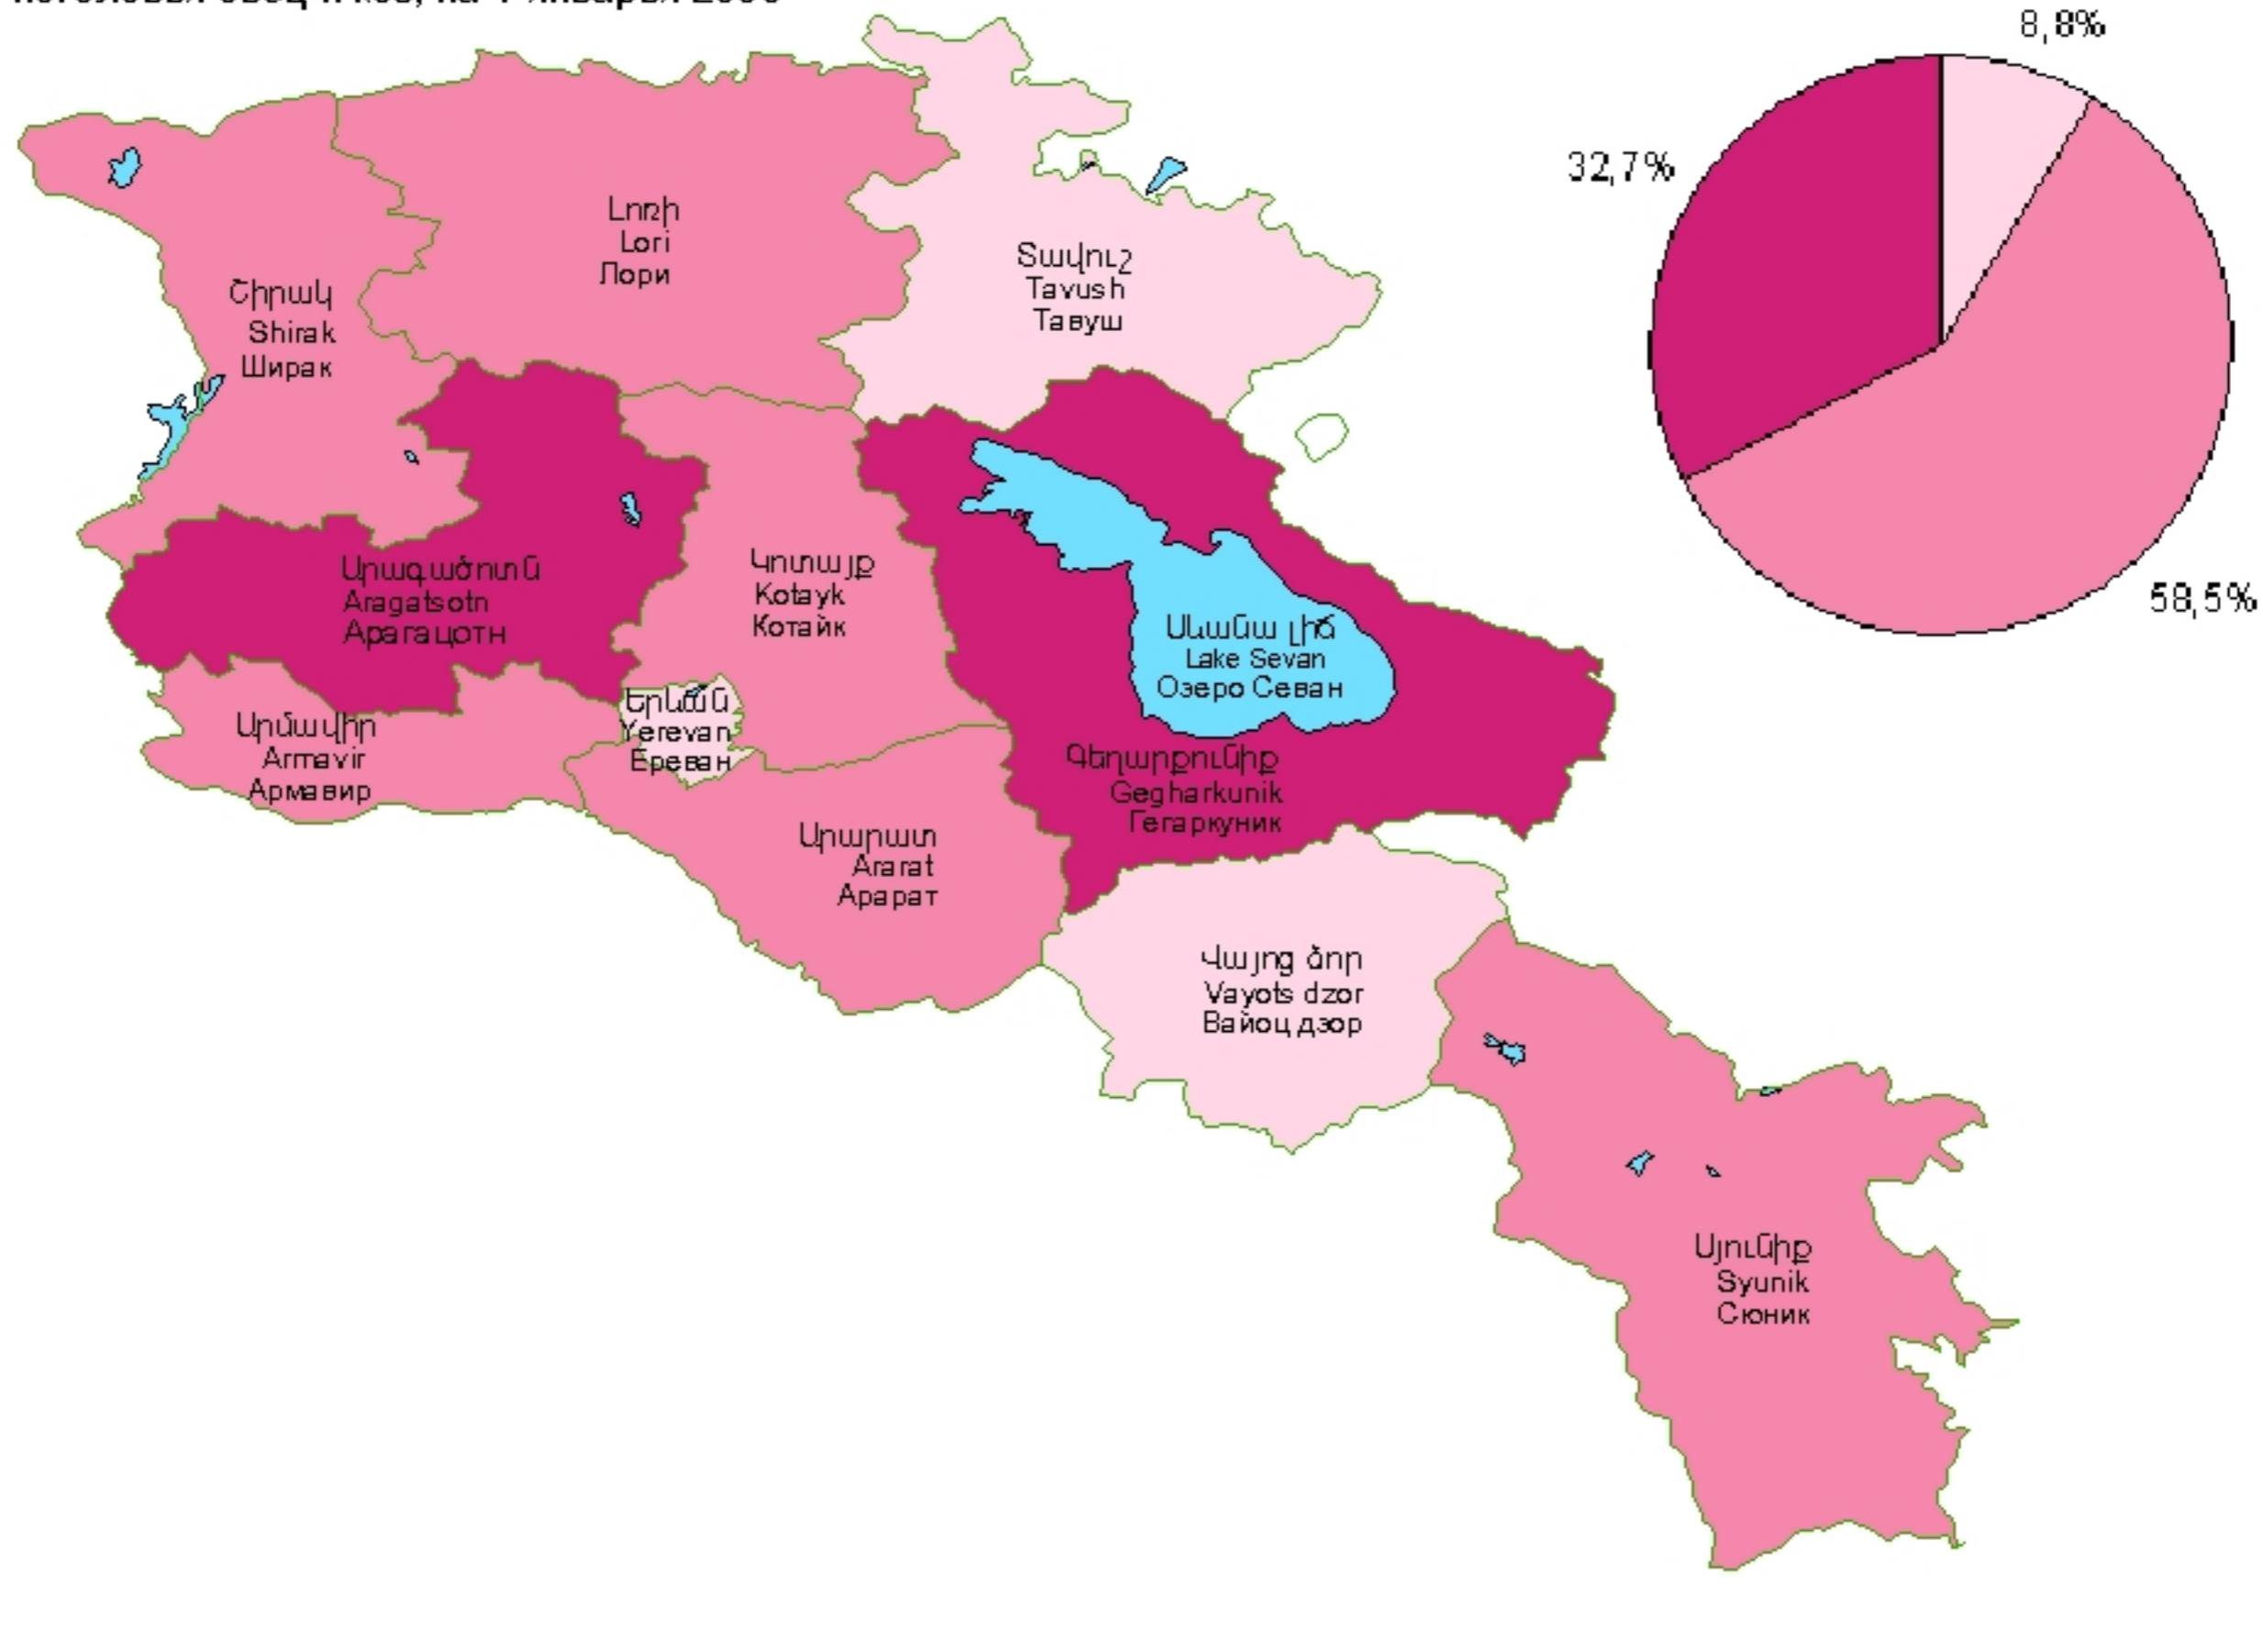 8,8%
32,7%
58,5%
Լոռի
Lori
Лори
Տավուշ
Tavush
Тавуш
Շիրակ
Shirak
Ширак
Արագածոտն
Aragatsotn
Арагацотн
Կոտայք
Kotayk
Котайк
Սևանա լիճ
Lake Sevan
Озеро Севан
Երևան
Yerevan
Ереван
Արմավիր
Armavir
Армавир
Գեղարքունիք
Gegharkunik
Гегаркуник
Արարատ
Ararat
Арарат
Վայոց ձոր
Vayots dzor
Вайоц дзор
Սյունիք
Syunik
Сюник